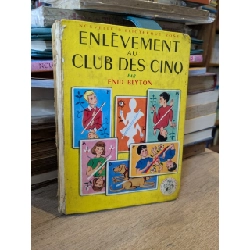 ENLÈVEMENT
AU
CLUB DES CINQ
PAR
ENID BLYTON